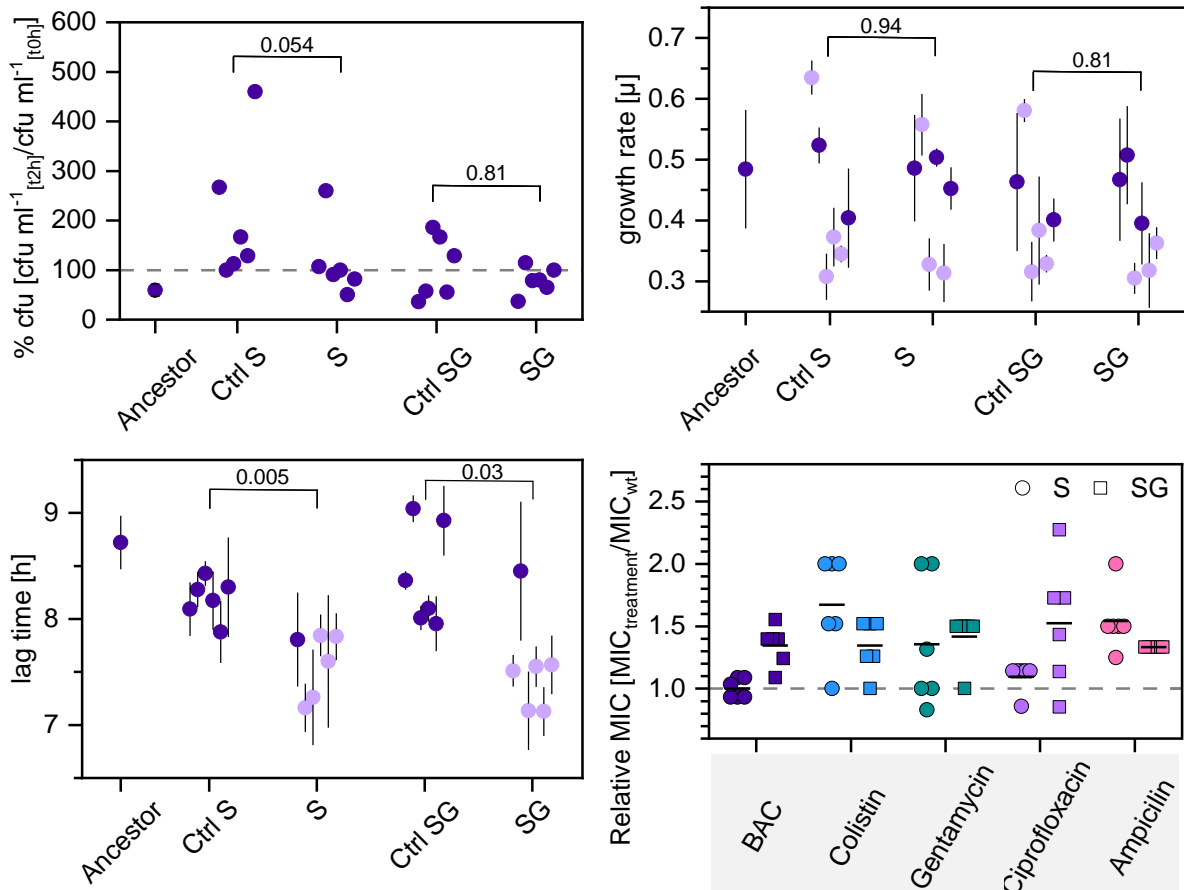 % cfu [cfu ml-1[t2h]/cfu ml-1[t0h]
600
500
400
300
200
100
0
0.054
0.81
Ancestor
Ctrl S
S
Ctrl SG
SG
growth rate [µ]
0.7
0.6
0.5
0.4
0.3
0.94
0.81
Ancestor
Ctrl S
S
Ctrl SG
SG
lag time [h]
9
8
7
0.005
0.03
Ancestor
Ctrl S
S
Ctrl SG
SG
Relative MIC [MICtreatment/MICwt]
2.5
2.0
1.5
1.0
S SG
BAC
Colistin
Gentamycin
Ciprofloxacin
Ampicilin